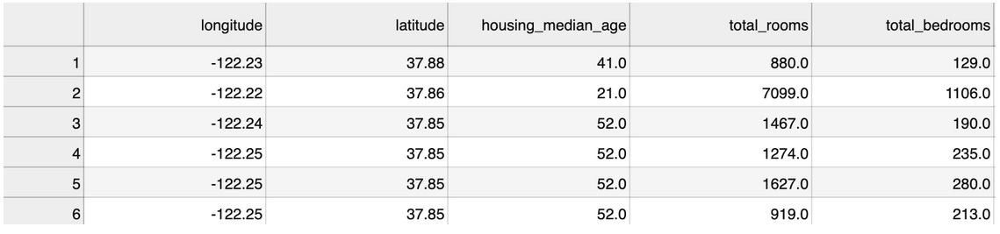 longitude latitude housing_median_age total_rooms total_bedrooms
1 -122.23 37.88 41.0 880.0 129.0
2 -122.22 37.86 21.0 7099.0 1106.0
3 -122.24 37.85 52.0 1467.0 190.0
4 -122.25 37.85 52.0 1274.0 235.0
5 -122.25 37.85 52.0 1627.0 280.0
6 -122.25 37.85 52.0 919.0 213.0